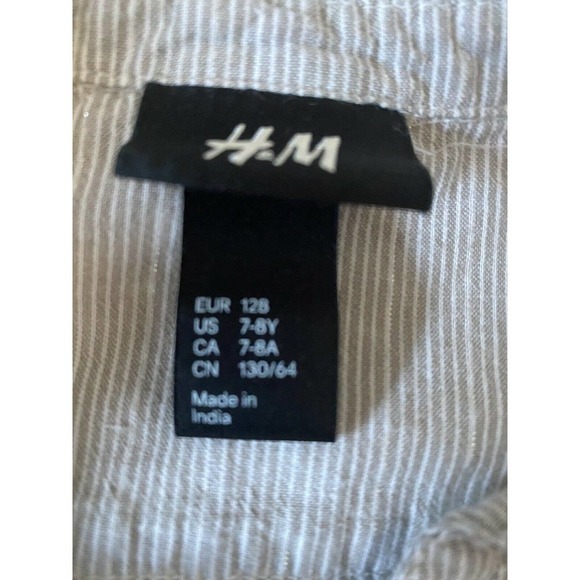 H&M
EUR 128
US 7-8Y
CA 7-8A
CN 130/64
Made in
India